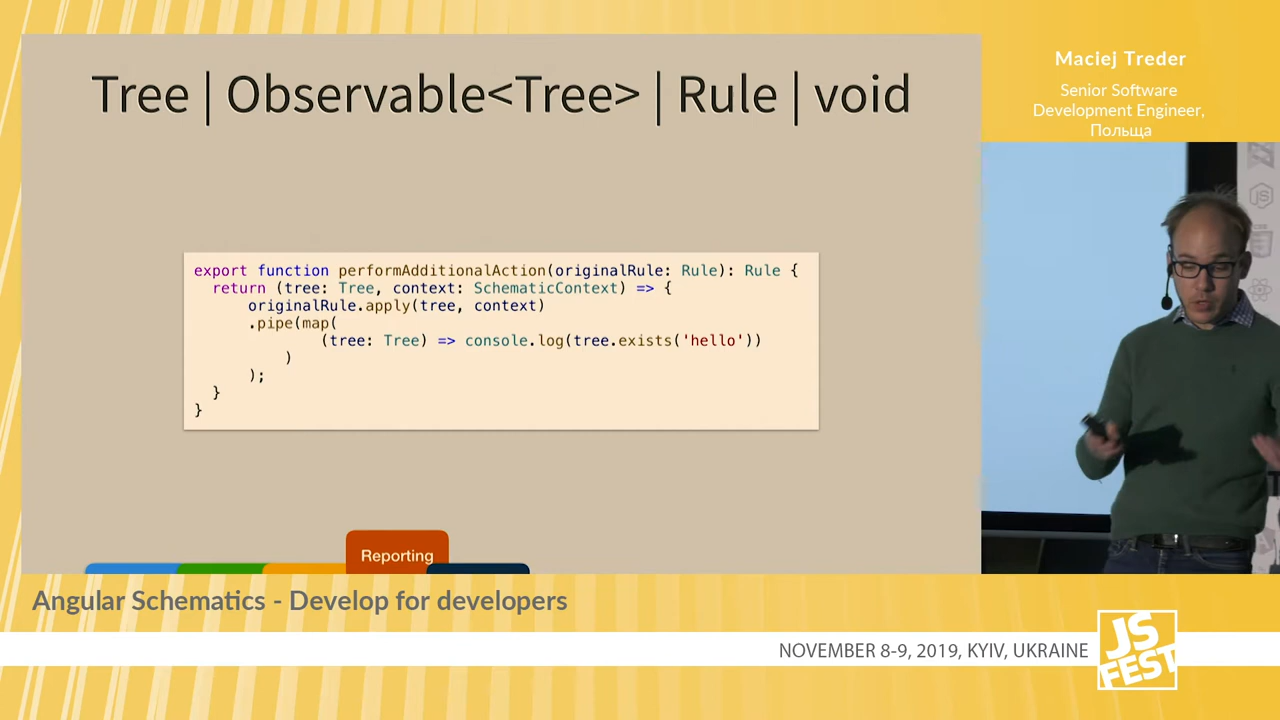 Tree | Observable<Tree> | Rule | void
export function performAdditionalAction(originalRule: Rule): Rule {
return (tree: Tree, context: SchematicContext) => {
originalRule.apply(tree, context)
.pipe(map(
(tree: Tree) => console.log(tree.exists('hello'))
)
);
}
}
Reporting
Maciej Treder
Senior Software
Development Engineer,
Польща
JS
Angular Schematics - Develop for developers
NOVEMBER 8-9, 2019, KYIV, UKRAINE
JS
FEST